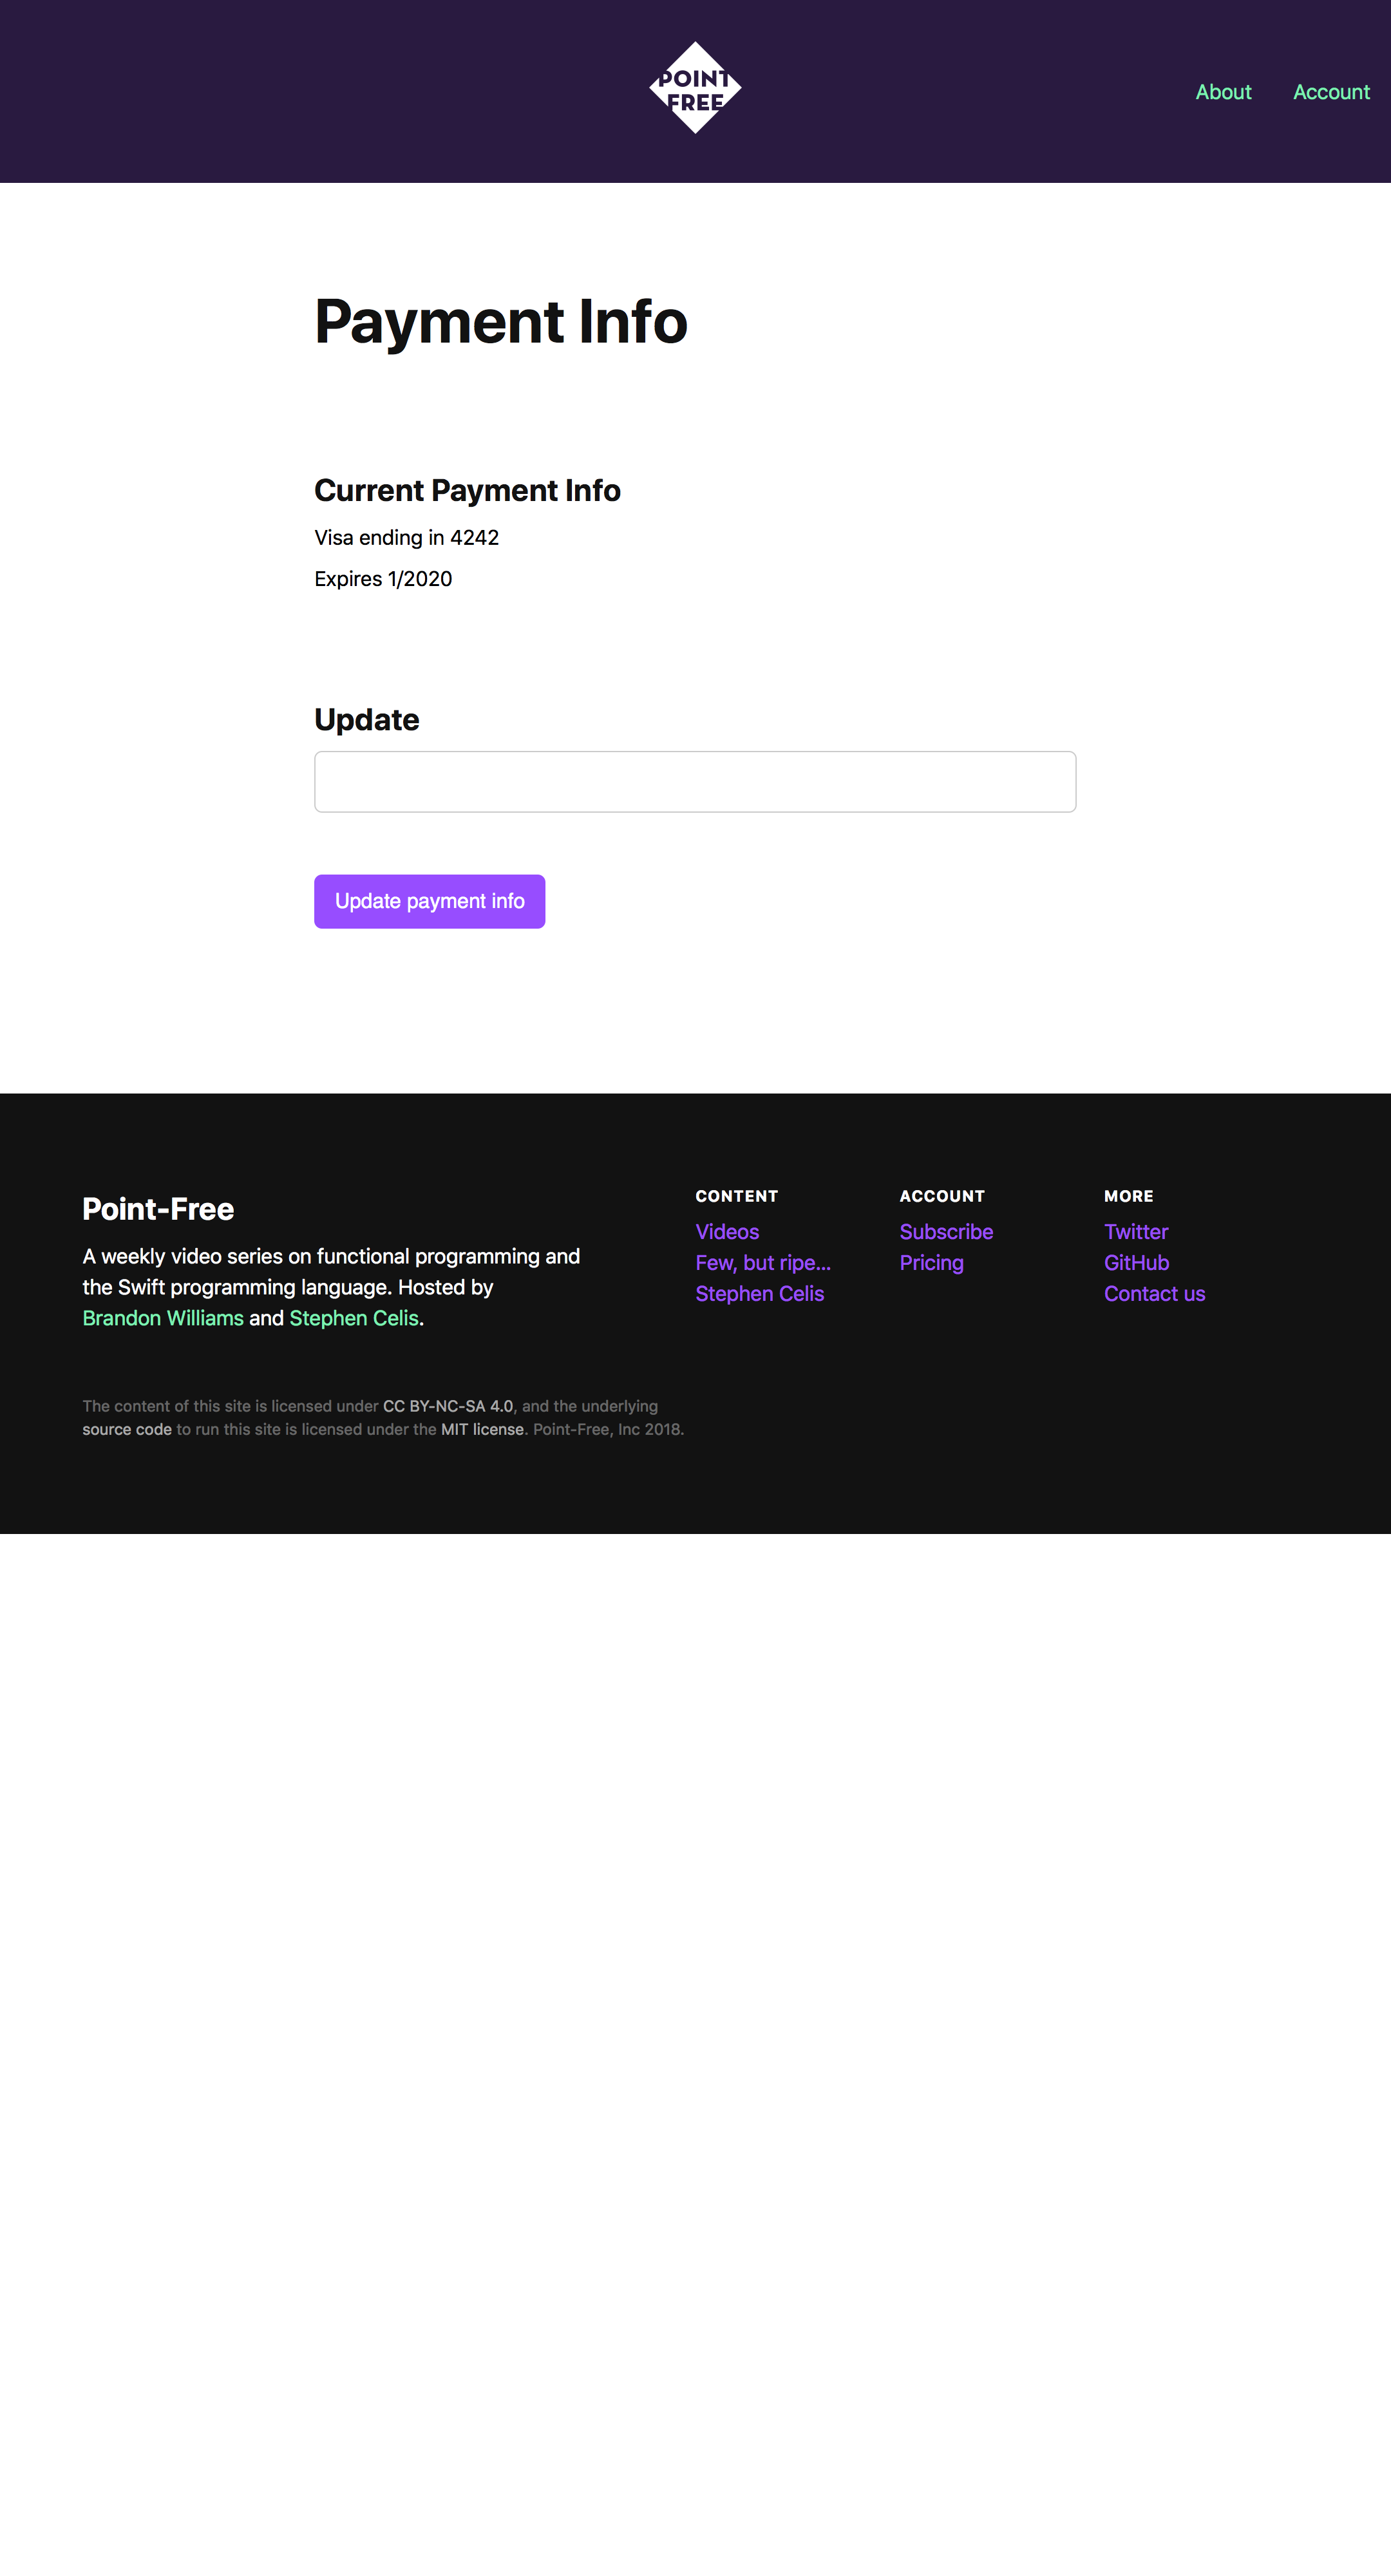 POINT
FREE
About
Account
Payment Info
Current Payment Info
Visa ending in 4242
Expires 1/2020
Update
Update payment info
Point-Free
A weekly video series on functional programming and
the Swift programming language. Hosted by
Brandon Williams and Stephen Celis.
CONTENT
Videos
Few, but ripe...
Stephen Celis
ACCOUNT
Subscribe
Pricing
MORE
Twitter
GitHub
Contact us
The content of this site is licensed under CC BY-NC-SA 4.0, and the underlying
source code to run this site is licensed under the MIT license. Point-Free, Inc 2018.